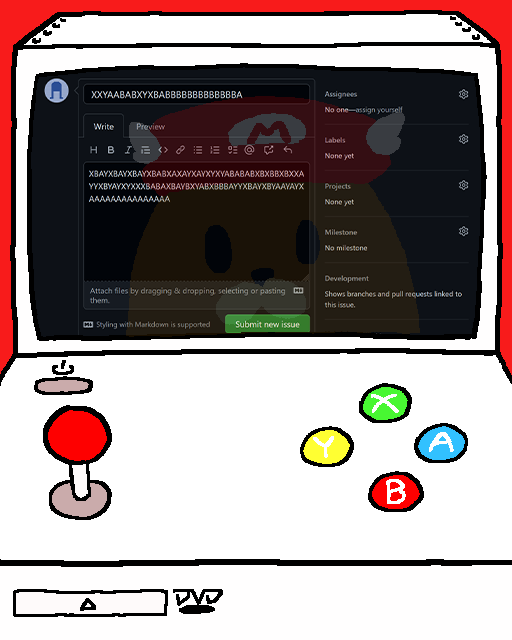 XXYAABABXYXBABBBBBBBBBBBBBA
Write
Preview
H B I
XBAYXBAYXBAYXBABXAXAYXAYXYXYABABABXBXBBXBXXA
YYXBYAYXYXXXBABAXBAYBXYABXBBBAYYXBAYXBYAAYAYX
AAAAAAAAAAAAAAAA
Attach files by dragging & dropping, selecting or pasting
them.
Styling with Markdown is supported
Submit new issue
Assignees
No one—assign yourself
Labels
None yet
Projects
None yet
Milestone
No milestone
Development
Shows branches and pull requests linked to
this issue.
M
X
Y
A
B
DVD